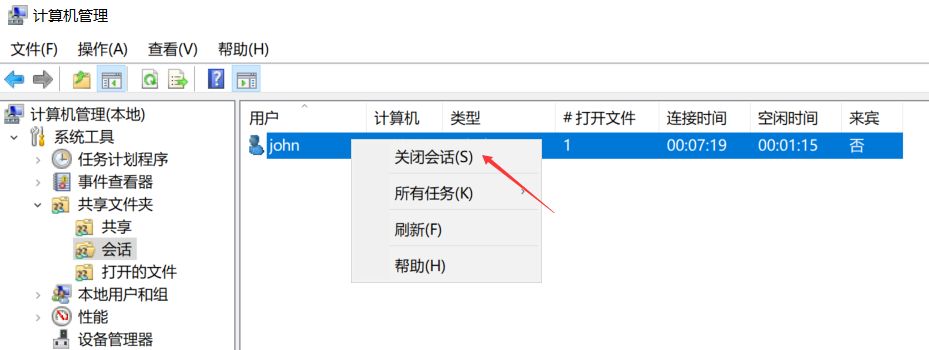 计算机管理
文件(F) 操作(A) 查看(V) 帮助(H)
计算机管理(本地)
系统工具
任务计划程序
事件查看器
共享文件夹
共享
会话
打开的文件
本地用户和组
性能
设备管理器
用户 计算机 类型 # 打开文件 连接时间 空闲时间 来宾
john 1 00:07:19 00:01:15 否
关闭会话(S)
所有任务(K)
刷新(F)
帮助(H)